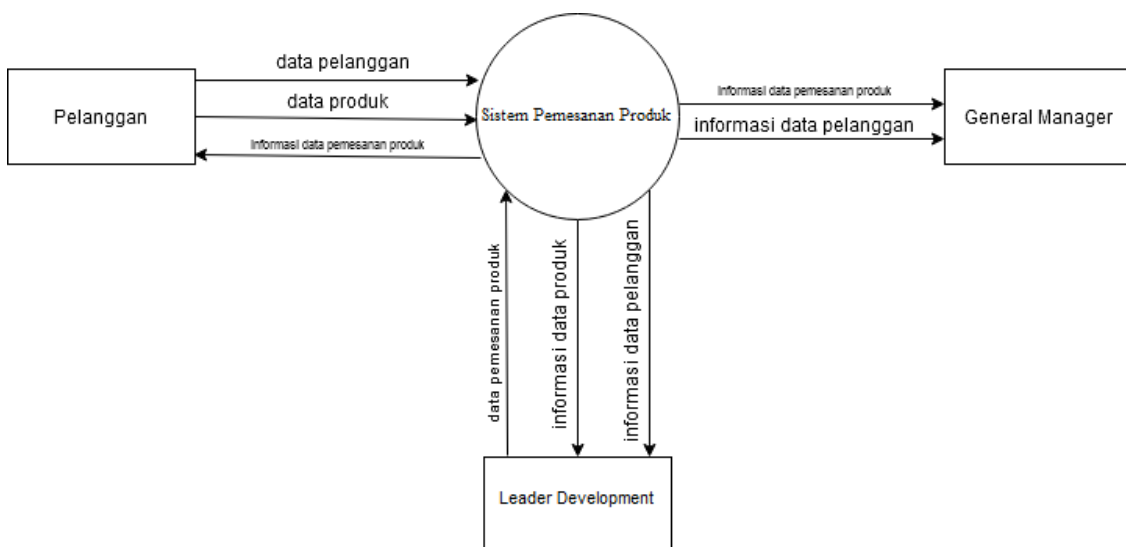 data pelanggan
Pelanggan
data produk
Informasi data pemesanan produk
Sistem Pemesanan Produk
Informasi data pemesanan produk
informasi data pelanggan
General Manager
data pemesanan produk
informasi data produk
informasi data pelanggan
Leader Development